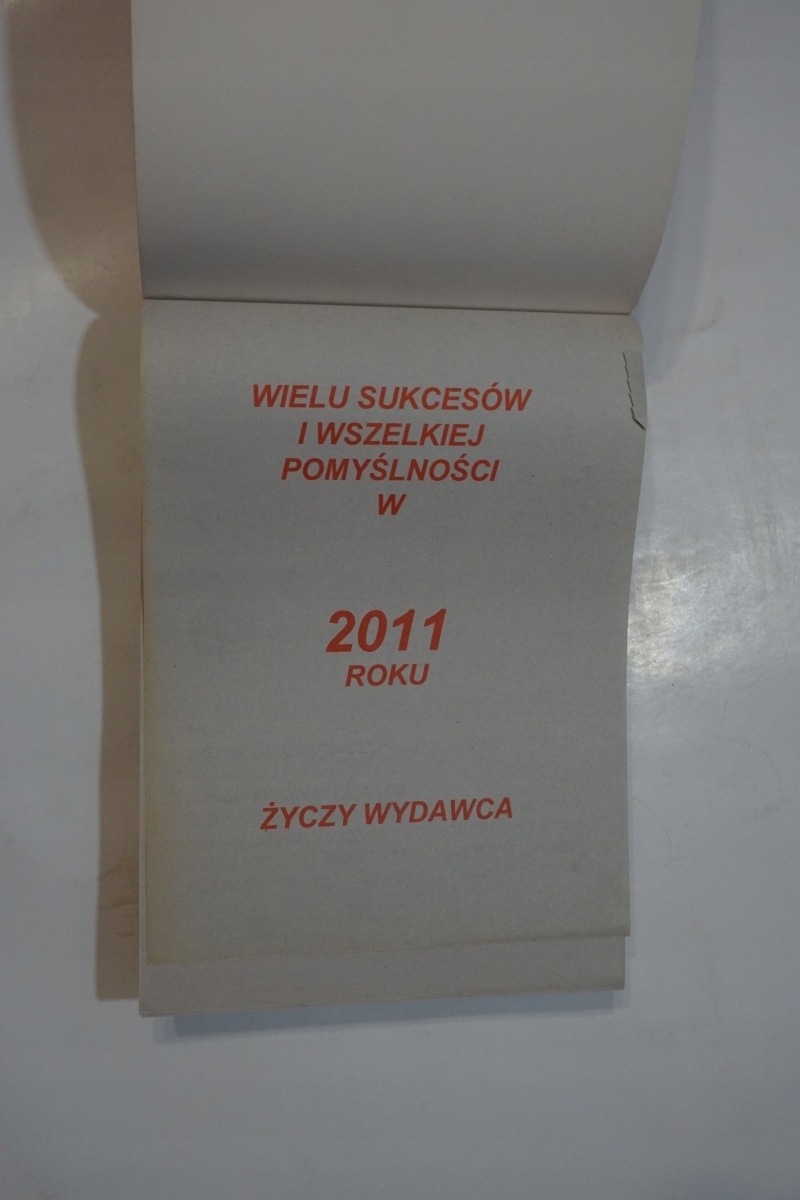 WIELU SUKCESÓW
I WSZELKIEJ
POMYŚLNOŚCI
W
2011
ROKU
ŻYCZY WYDAWCA